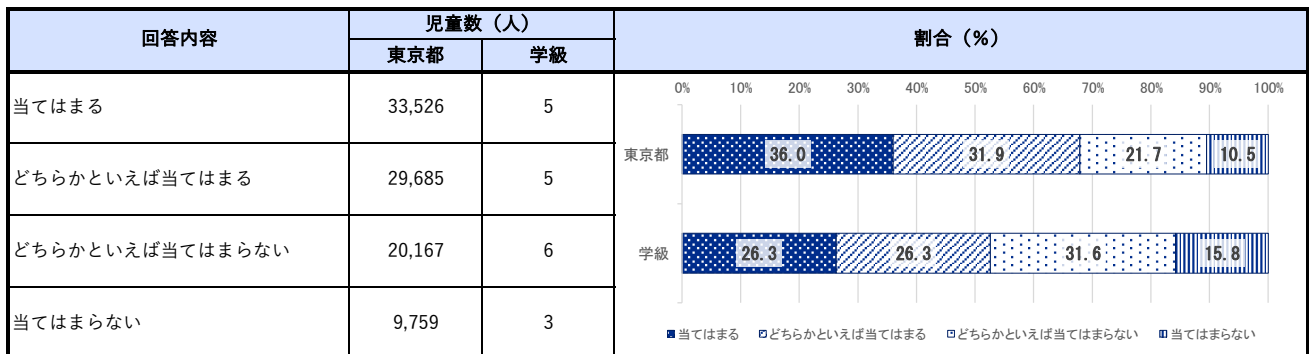 回答内容
児童数（人）
東京都
学級
割合（％）
当てはまる
33,526
5
どちらかといえば当てはまる
29,685
5
どちらかといえば当てはまらない
20,167
6
当てはまらない
9,759
3
0% 10% 20% 30% 40% 50% 60% 70% 80% 90% 100%
東京都 36.0 31.9 21.7 10.5
学級 26.3 26.3 31.6 15.8
当てはまる どちらかといえば当てはまる どちらかといえば当てはまらない 当てはまらない